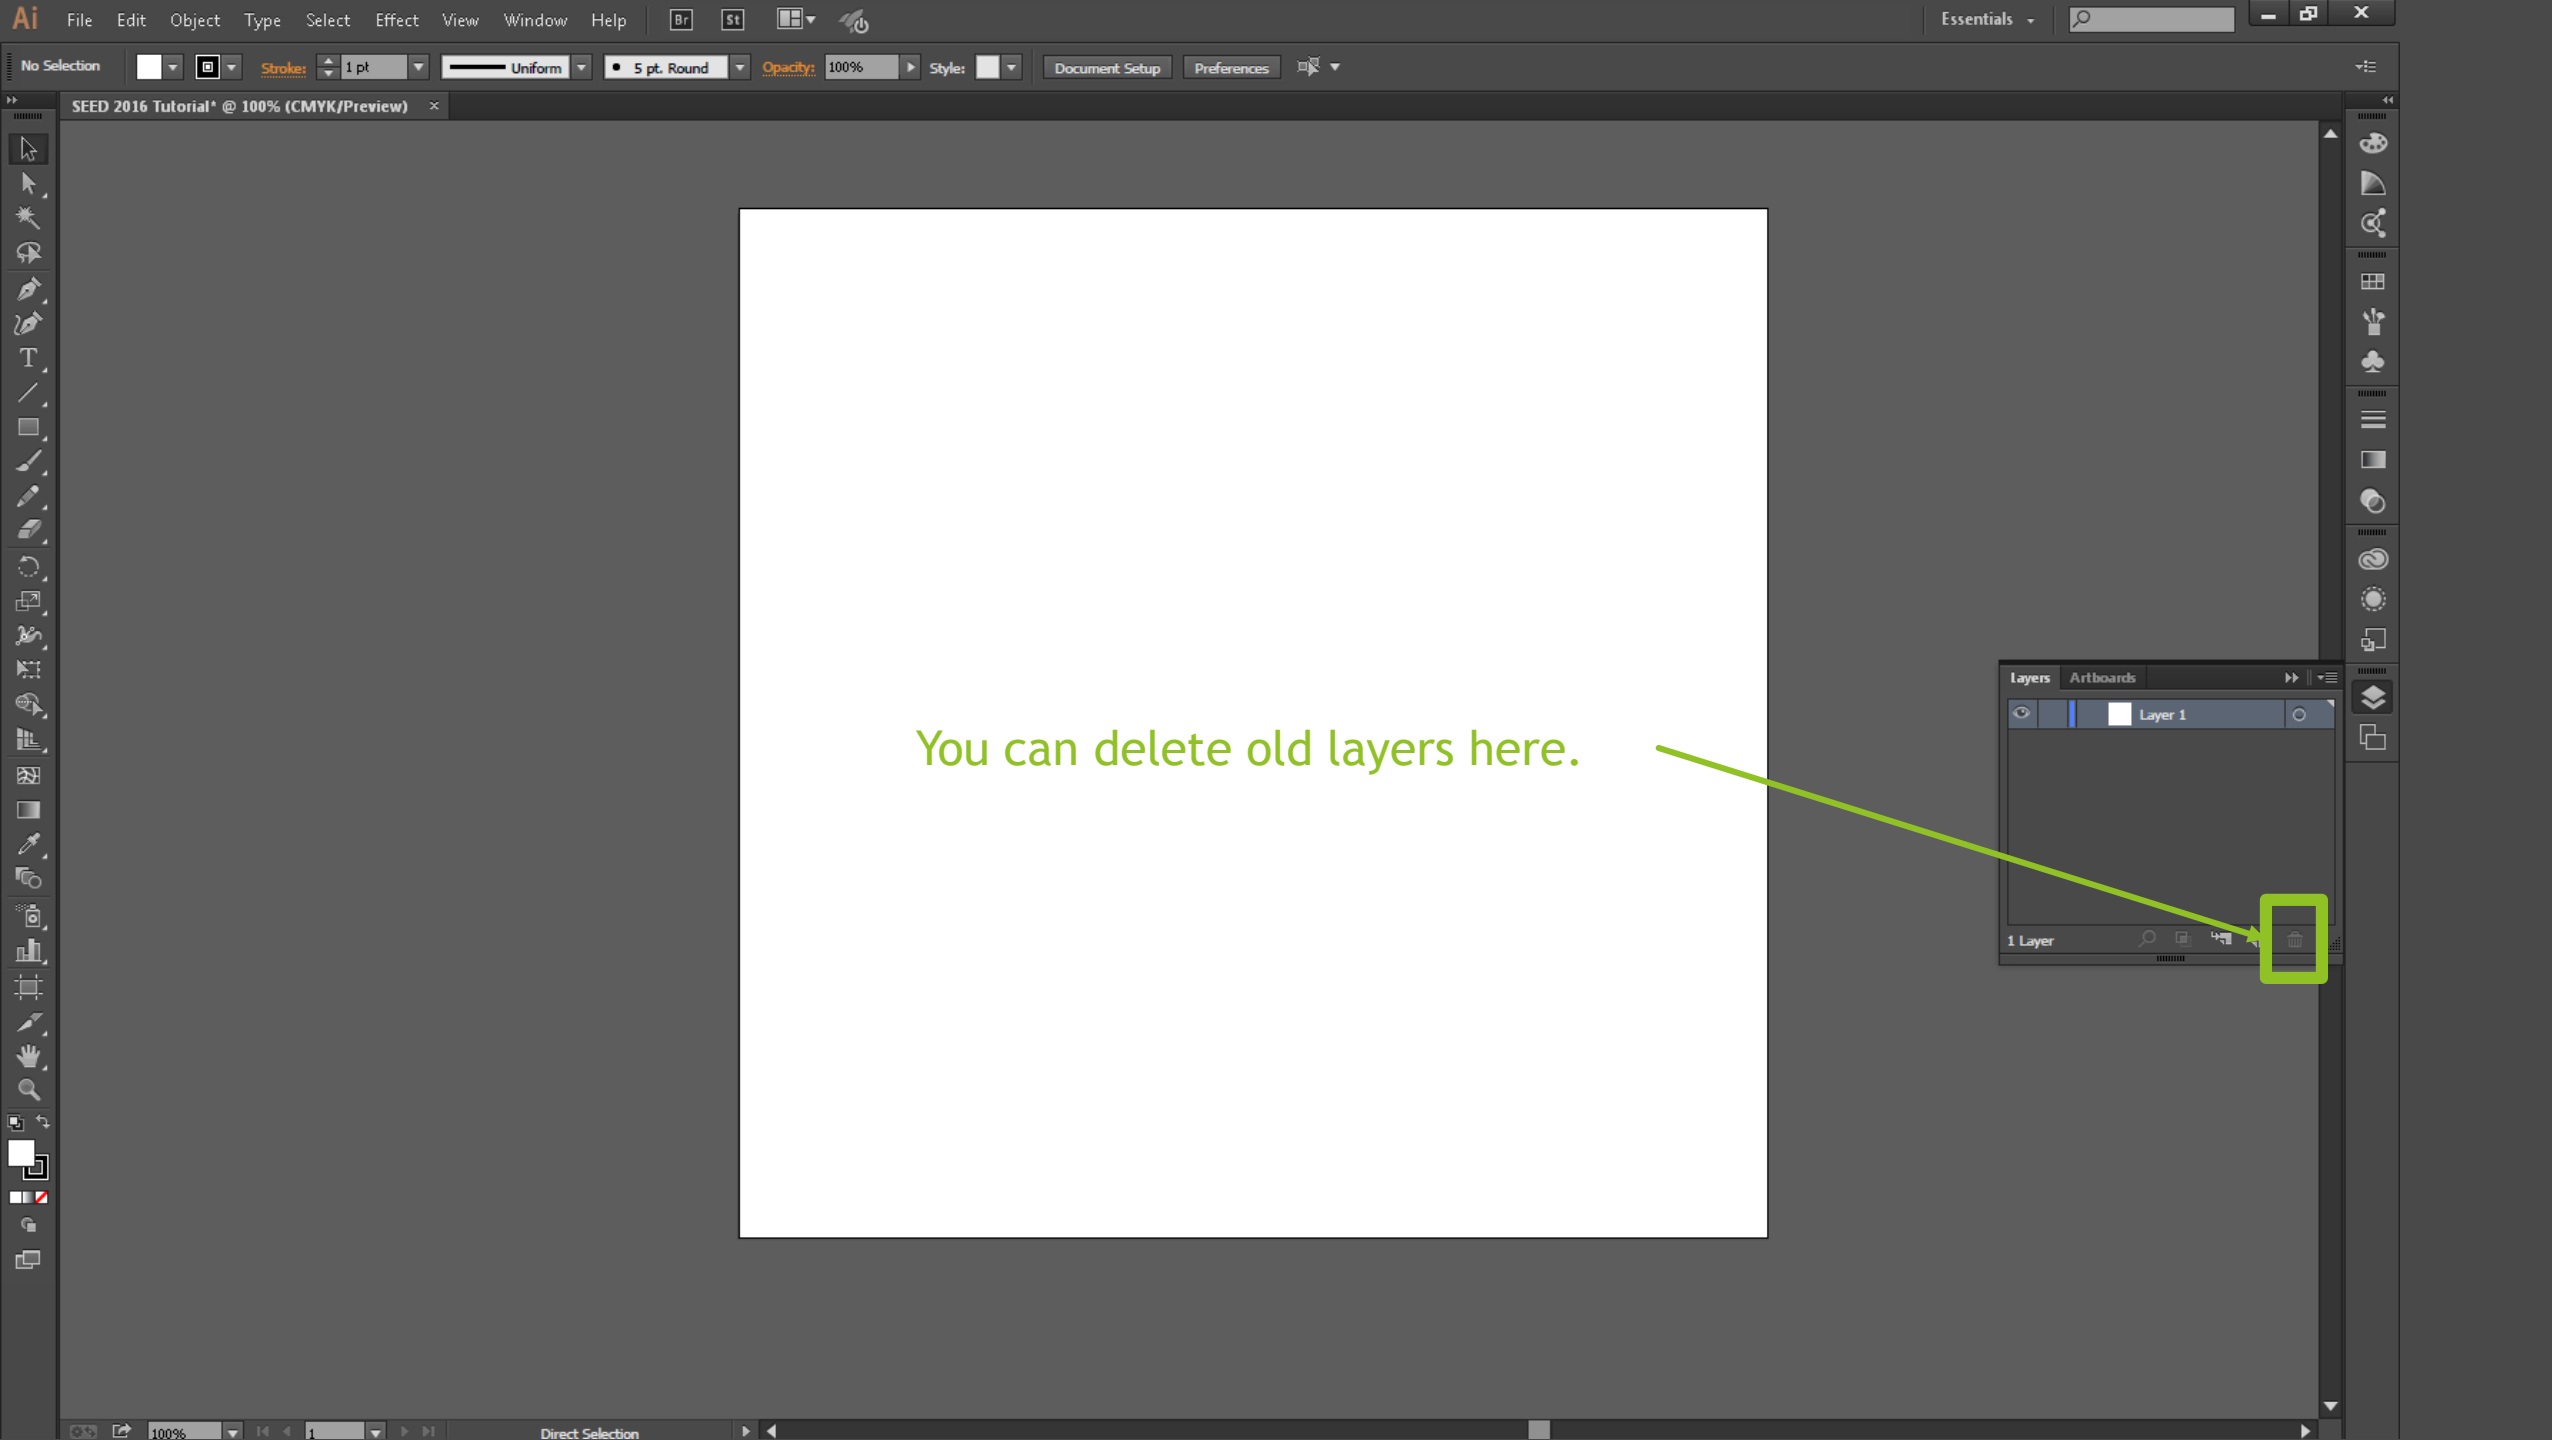 Ai File Edit Object Type Select Effect View Window Help Br St Essentials
No Selection Stroke: 1 pt Uniform 5 pt. Round Opacity: 100% Style: Document Setup Preferences
SEED 2016 Tutorial* @ 100% (CMYK/Preview)
Layers Artboards
Layer 1
You can delete old layers here.
1 Layer
100% 1 Direct Selection